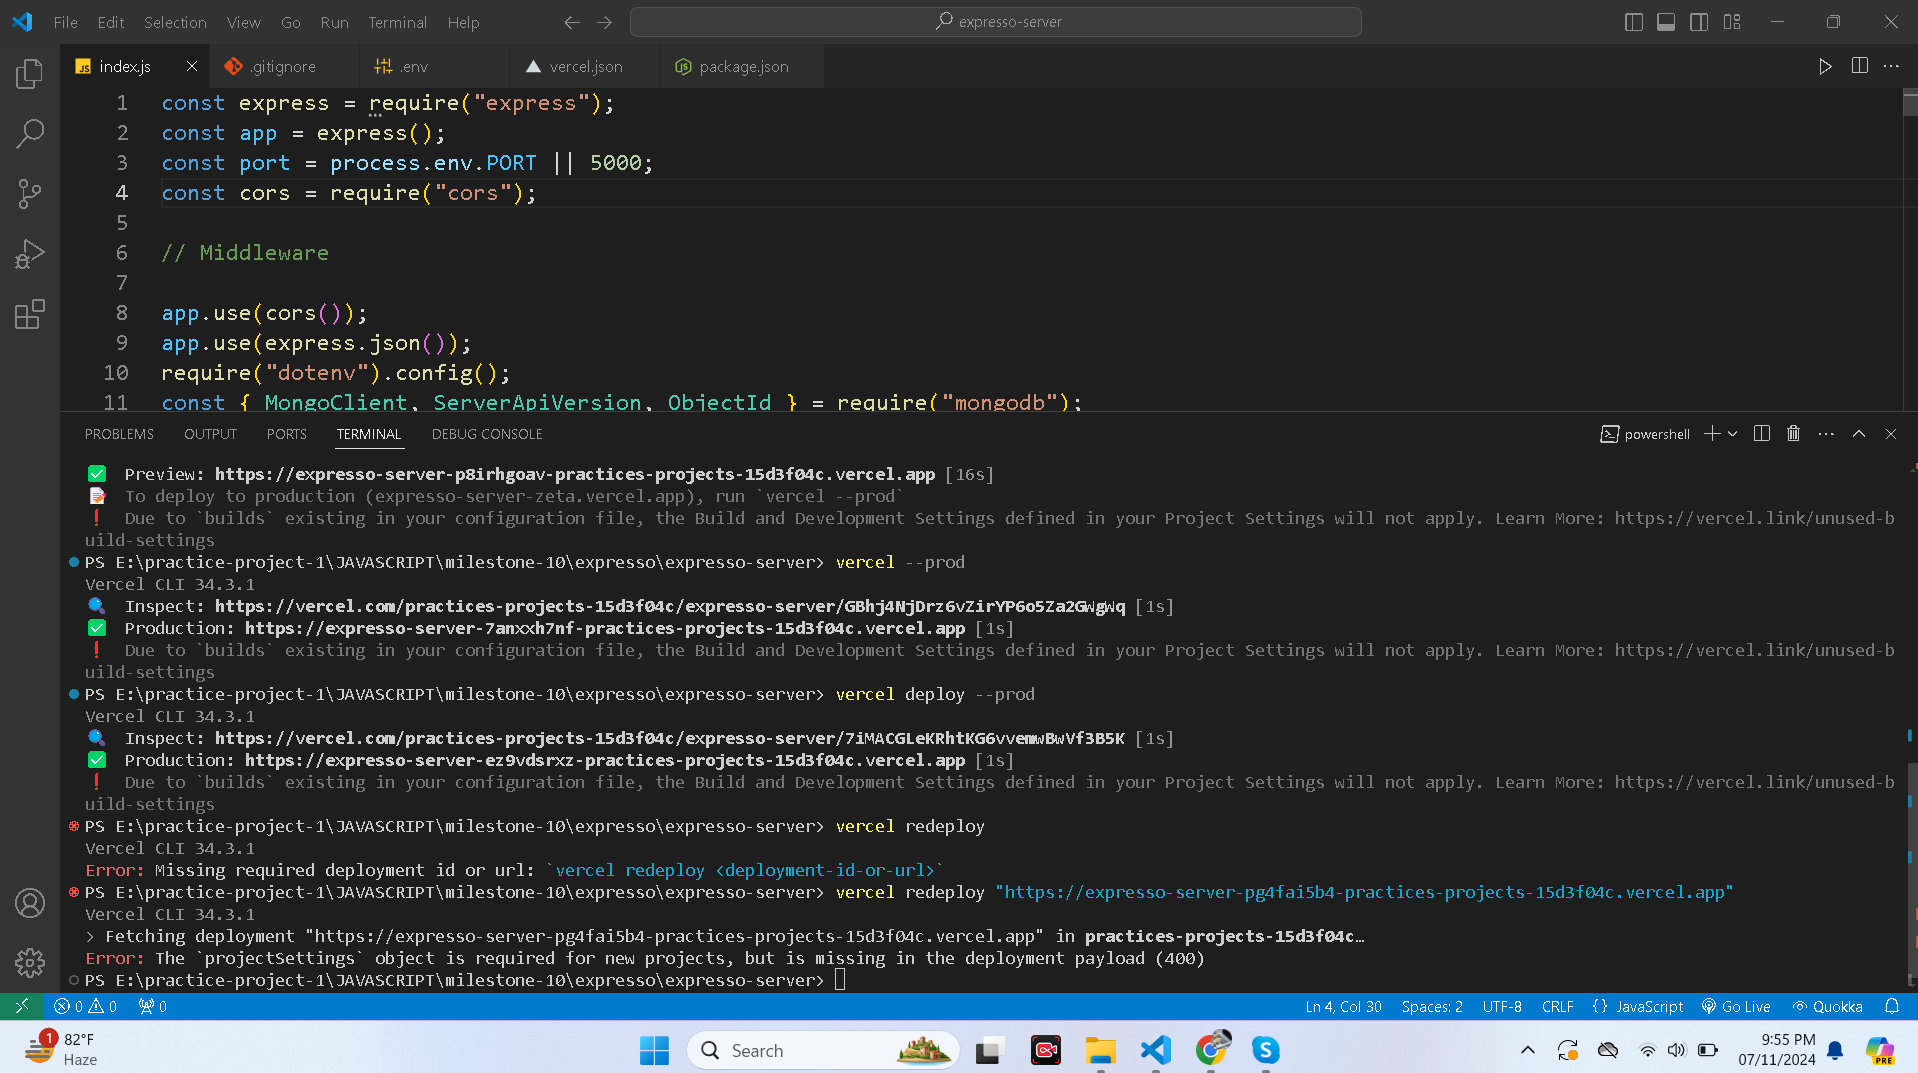 File Edit Selection View Go Run Terminal Help expresso-server
index.js .gitignore .env vercel.json package.json
1 const express = require("express");
2 const app = express();
3 const port = process.env.PORT || 5000;
4 const cors = require("cors");
5
6 // Middleware
7
8 app.use(cors());
9 app.use(express.json());
10 require("dotenv").config();
11 const { MongoClient, ServerApiVersion, ObjectId } = require("mongodb");
PROBLEMS OUTPUT PORTS TERMINAL DEBUG CONSOLE powershell
Preview: https://expresso-server-p8irhgoav-practices-projects-15d3f04c.vercel.app [16s]
To deploy to production (expresso-server-zeta.vercel.app), run `vercel --prod`
Due to `builds` existing in your configuration file, the Build and Development Settings defined in your Project Settings will not apply. Learn More: https://vercel.link/unused-b
uild-settings
PS E:\practice-project-1\JAVASCRIPT\milestone-10\expresso\expresso-server> vercel --prod
Vercel CLI 34.3.1
Inspect: https://vercel.com/practices-projects-15d3f04c/expresso-server/GBhj4NjDrz6vZirYP6o5Za2GWgWq [1s]
Production: https://expresso-server-7anxxh7nf-practices-projects-15d3f04c.vercel.app [1s]
Due to `builds` existing in your configuration file, the Build and Development Settings defined in your Project Settings will not apply. Learn More: https://vercel.link/unused-b
uild-settings
PS E:\practice-project-1\JAVASCRIPT\milestone-10\expresso\expresso-server> vercel deploy --prod
Vercel CLI 34.3.1
Inspect: https://vercel.com/practices-projects-15d3f04c/expresso-server/7iMACGLeKRhtKG6vvemwBwVf3B5K [1s]
Production: https://expresso-server-ez9vdsrxz-practices-projects-15d3f04c.vercel.app [1s]
Due to `builds` existing in your configuration file, the Build and Development Settings defined in your Project Settings will not apply. Learn More: https://vercel.link/unused-b
uild-settings
PS E:\practice-project-1\JAVASCRIPT\milestone-10\expresso\expresso-server> vercel redeploy
Vercel CLI 34.3.1
Error: Missing required deployment id or url: `vercel redeploy <deployment-id-or-url>`
PS E:\practice-project-1\JAVASCRIPT\milestone-10\expresso\expresso-server> vercel redeploy "https://expresso-server-pg4fai5b4-practices-projects-15d3f04c.vercel.app"
Vercel CLI 34.3.1
> Fetching deployment "https://expresso-server-pg4fai5b4-practices-projects-15d3f04c.vercel.app" in practices-projects-15d3f04c…
Error: The `projectSettings` object is required for new projects, but is missing in the deployment payload (400)
PS E:\practice-project-1\JAVASCRIPT\milestone-10\expresso\expresso-server>
0 0 0 Ln 4, Col 30 Spaces: 2 UTF-8 CRLF {} JavaScript Go Live Quokka
1 82°F Search PRE 9:55 PM
Haze 07/11/2024